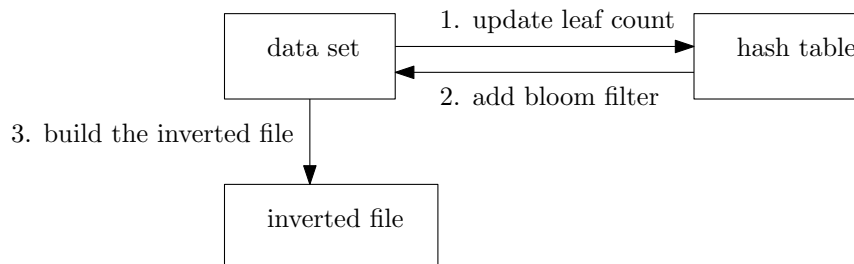 1. update leaf count
data set
hash table
2. add bloom filter
3. build the inverted file
inverted file